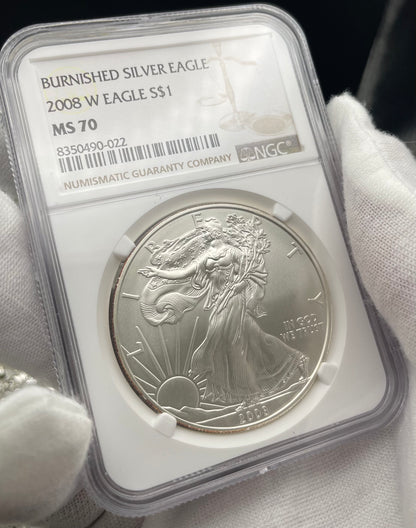 BURNISHED SILVER EAGLE
2008 W EAGLE S$1
MS 70
8350490-022
NGC
NUMISMATIC GUARANTY COMPANY
LIBERTY
IN GOD
WE TRUST
2008